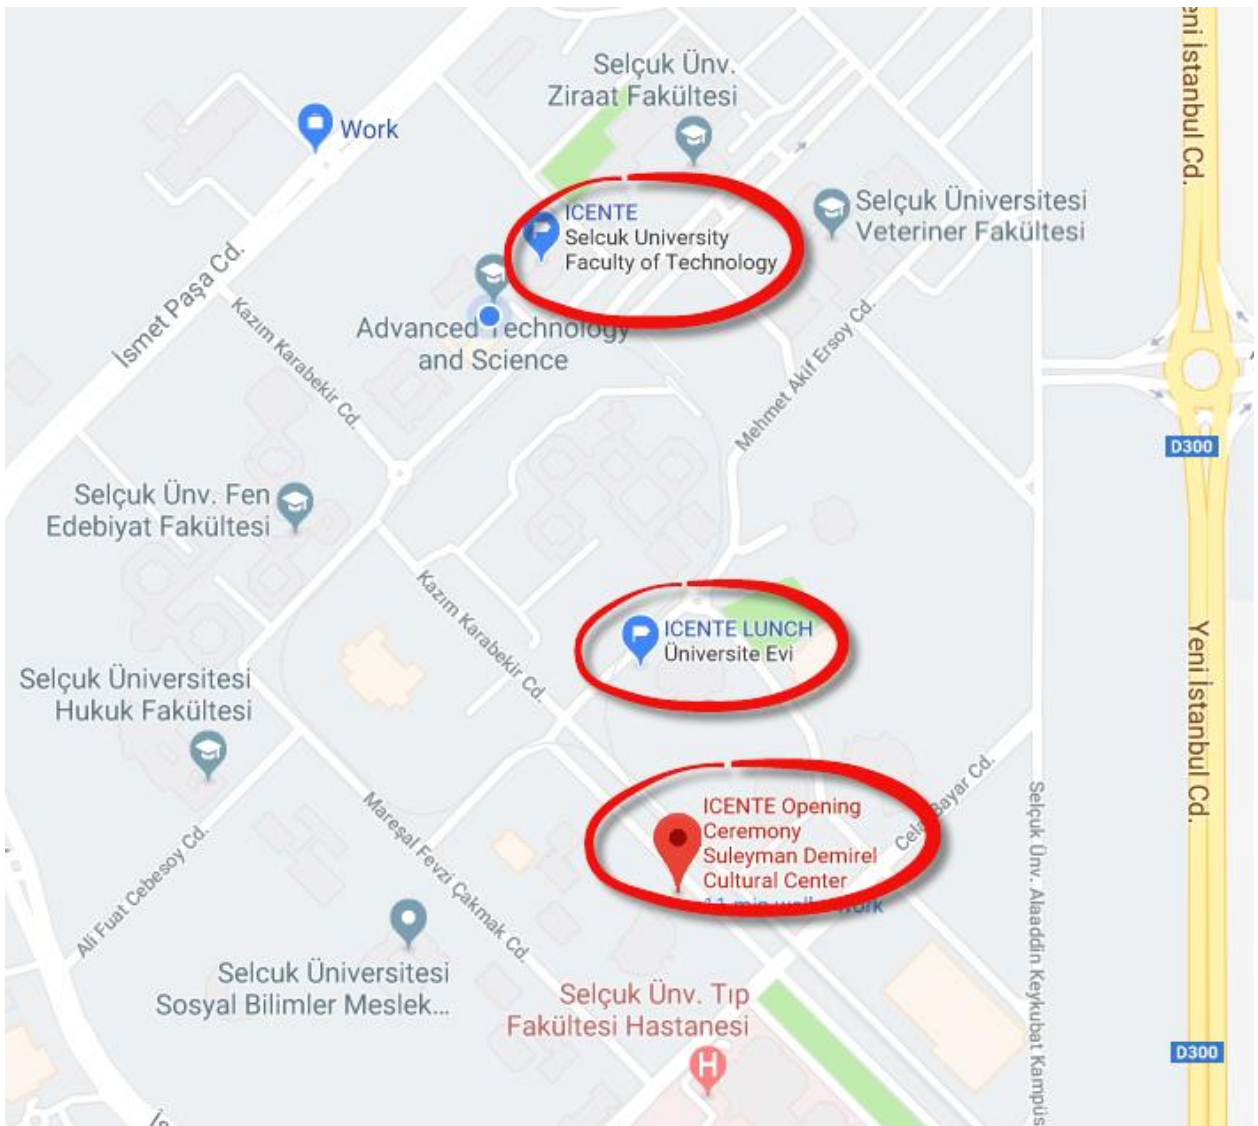 Yeni İstanbul Cd.
Selçuk Ünv.
Ziraat Fakültesi
Work
ICENTE
Selcuk University
Faculty of Technology
Selçuk Üniversitesi
Veteriner Fakültesi
İsmet Paşa Cd.
Kazım Karabekir Cd.
Advanced Technology
and Science
Mehmet Akif Ersoy Cd.
D300
Selçuk Ünv. Fen
Edebiyat Fakültesi
Kazım Karabekir Cd.
ICENTE LUNCH
Üniversite Evi
Yeni İstanbul Cd.
Selçuk Üniversitesi
Hukuk Fakültesi
Mareşal Fevzi Çakmak Cd.
ICENTE Opening
Ceremony
Suleyman Demirel
Cultural Center
11 min walk Work
Bayar Cd.
Selçuk Ünv. Alaaddin Keykubat Kampüs
Ali Fuat Cebesoy Cd.
Selcuk Üniversitesi
Sosyal Bilimler Meslek...
Selçuk Ünv. Tıp
Fakültesi Hastanesi
H
D300